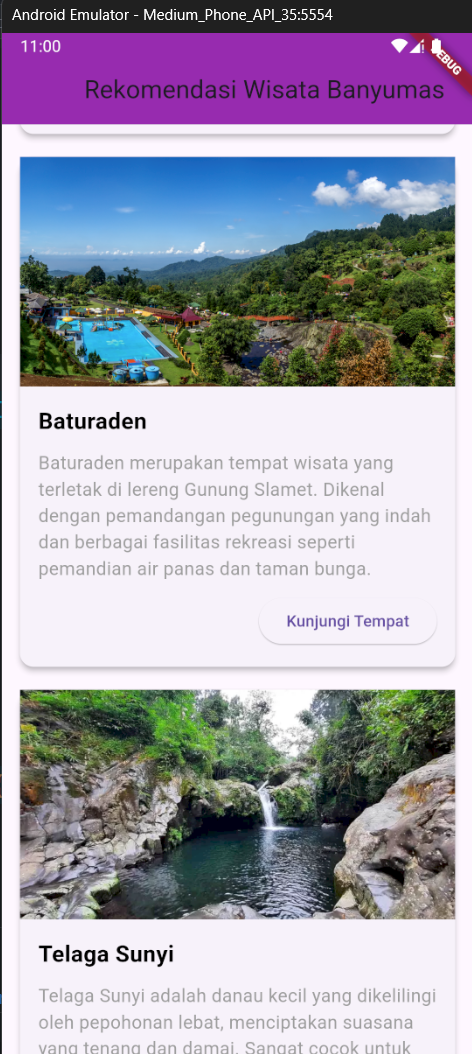 Android Emulator - Medium_Phone_API_35:5554
11:00
DEBUG
Rekomendasi Wisata Banyumas
Baturaden
Baturaden merupakan tempat wisata yang
terletak di lereng Gunung Slamet. Dikenal
dengan pemandangan pegunungan yang indah
dan berbagai fasilitas rekreasi seperti
pemandian air panas dan taman bunga.
Kunjungi Tempat
Telaga Sunyi
Telaga Sunyi adalah danau kecil yang dikelilingi
oleh pepohonan lebat, menciptakan suasana
yang tenang dan damai. Sangat cocok untuk